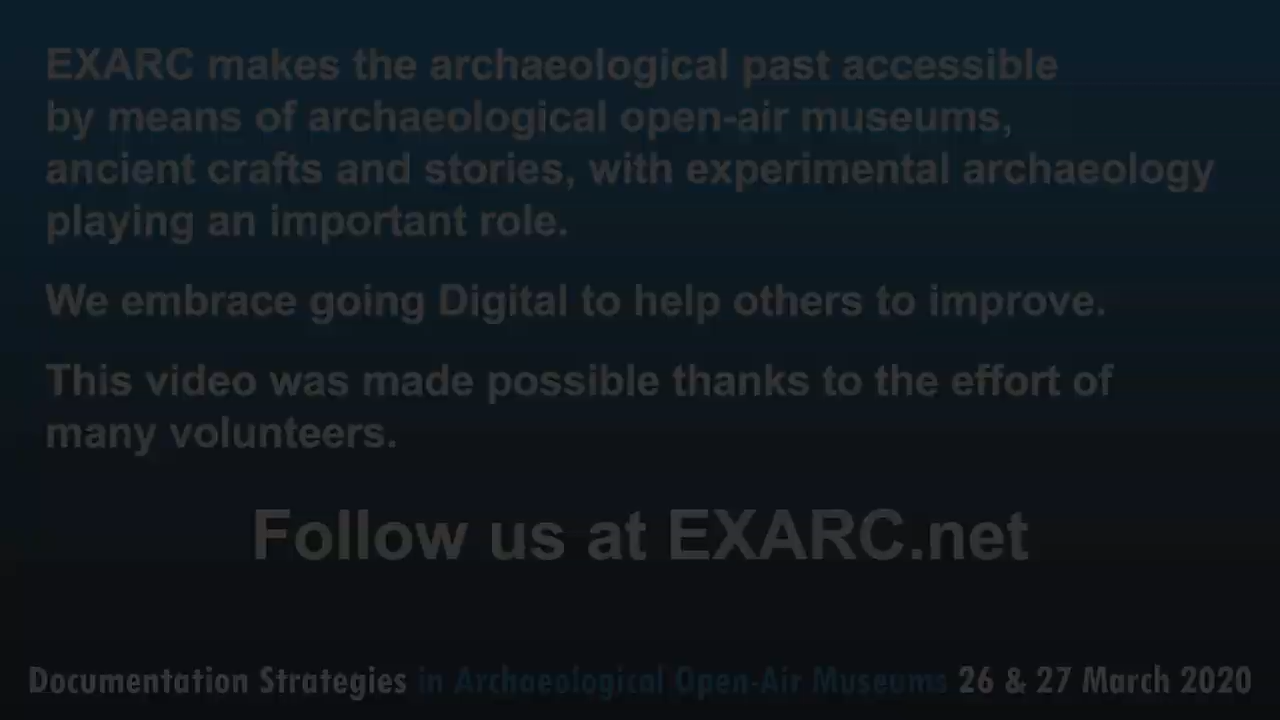 EXARC makes the archaeological past accessible
by means of archaeological open-air museums,
ancient crafts and stories, with experimental archaeology
playing an important role.
We embrace going Digital to help others to improve.
This video was made possible thanks to the effort of
many volunteers.
Follow us at EXARC.net
Documentation Strategies in Archaeological Open-Air Museums 26 & 27 March 2020